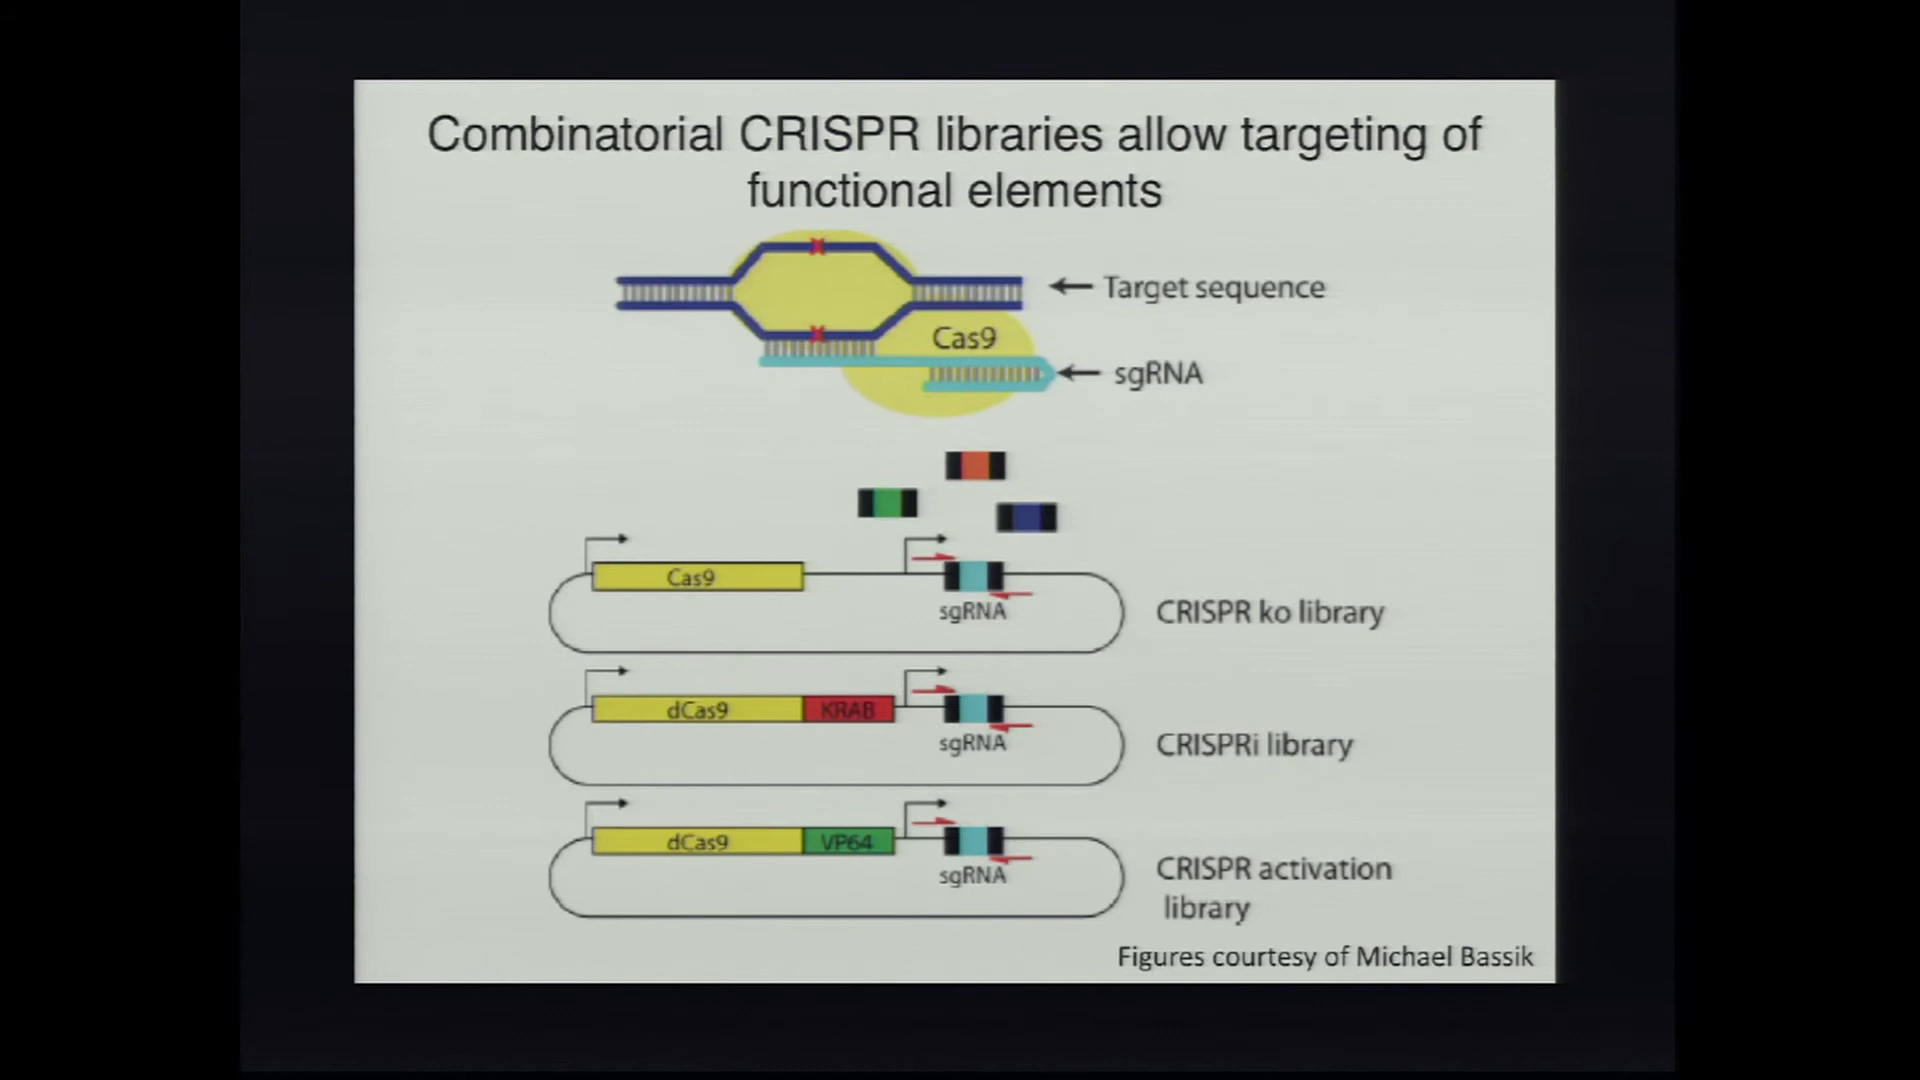 Combinatorial CRISPR libraries allow targeting of
functional elements
Target sequence
Cas9
sgRNA
Cas9
sgRNA
CRISPR ko library
dCas9 KRAB
sgRNA
CRISPRi library
dCas9 VP64
sgRNA
CRISPR activation
library
Figures courtesy of Michael Bassik